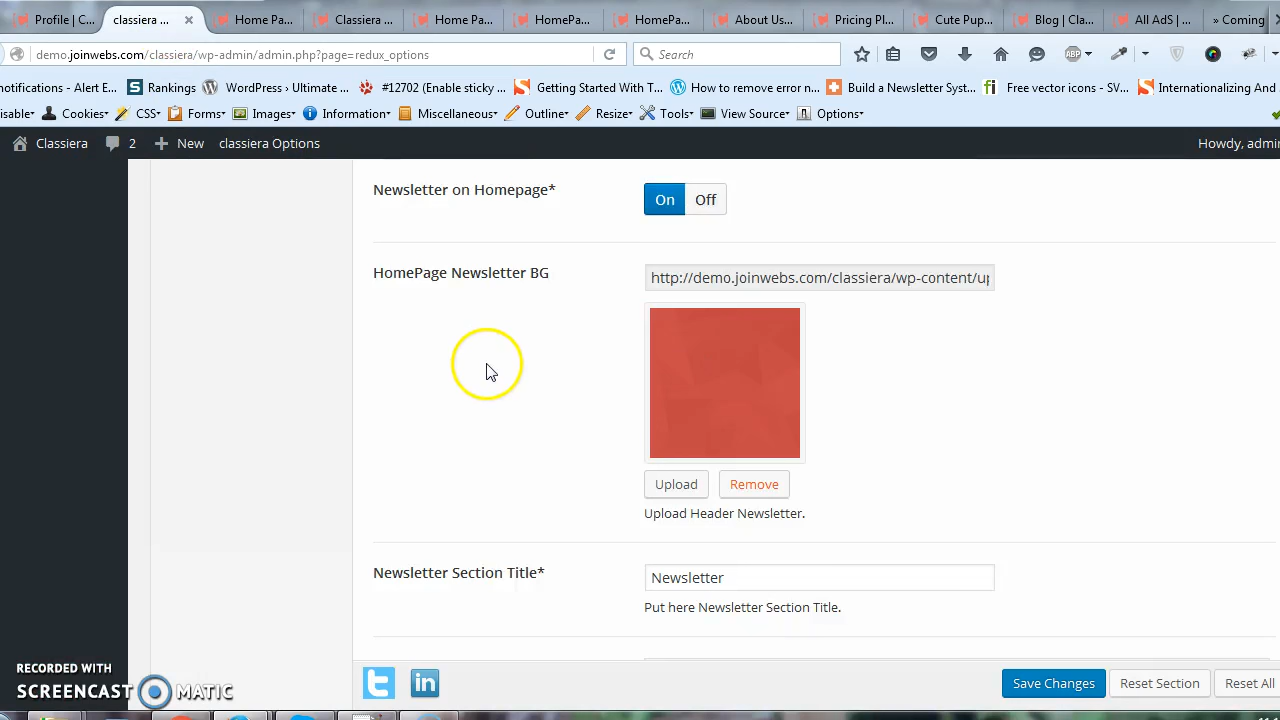 Profile | C... classiera ... Home Pa... Classiera ... Home Pa... HomePa... HomePa... About Us... Pricing Pl... Cute Pup... Blog | Cla... All AdS | ... » Coming
demo.joinwebs.com/classiera/wp-admin/admin.php?page=redux_options Search ABP
notifications - Alert E... Rankings WordPress › Ultimate ... #12702 (Enable sticky ... Getting Started With T... How to remove error n... Build a Newsletter Syst... Free vector icons - SV... Internationalizing And
isable▾ Cookies▾ CSS▾ Forms▾ Images▾ Information▾ Miscellaneous▾ Outline▾ Resize▾ Tools▾ View Source▾ Options▾
Classiera 2 New classiera Options Howdy, admin
Newsletter on Homepage* On Off
HomePage Newsletter BG http://demo.joinwebs.com/classiera/wp-content/up
Upload Remove
Upload Header Newsletter.
Newsletter Section Title* Newsletter
Put here Newsletter Section Title.
Save Changes Reset Section Reset All
RECORDED WITH
SCREENCAST MATIC